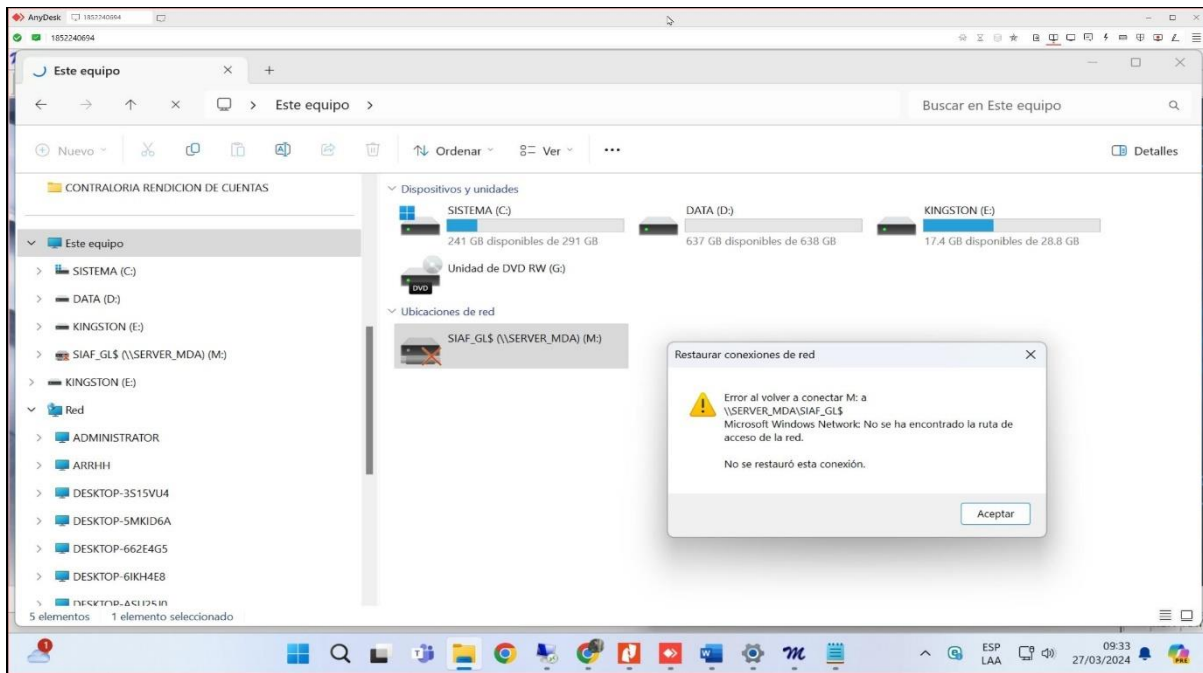 AnyDesk 1852240694
1852240694
Este equipo
Este equipo
Buscar en Este equipo
Nuevo
Ordenar
Ver
Detalles
CONTRALORIA RENDICION DE CUENTAS
Este equipo
SISTEMA (C:)
DATA (D:)
KINGSTON (E:)
SIAF_GL$ (\\SERVER_MDA) (M:)
KINGSTON (E:)
Red
ADMINISTRATOR
ARRHH
DESKTOP-3S15VU4
DESKTOP-5MKID6A
DESKTOP-662E4G5
DESKTOP-6IKH4E8
Dispositivos y unidades
SISTEMA (C:)
241 GB disponibles de 291 GB
DATA (D:)
637 GB disponibles de 638 GB
KINGSTON (E:)
17.4 GB disponibles de 28.8 GB
Unidad de DVD RW (G:)
DVD
Ubicaciones de red
SIAF_GL$ (\\SERVER_MDA) (M:)
Restaurar conexiones de red
Error al volver a conectar M: a
\\SERVER_MDA\SIAF_GL$
Microsoft Windows Network: No se ha encontrado la ruta de
acceso de la red.
No se restauró esta conexión.
Aceptar
5 elementos
1 elemento seleccionado
1
ESP
LAA
09:33
27/03/2024
PRE